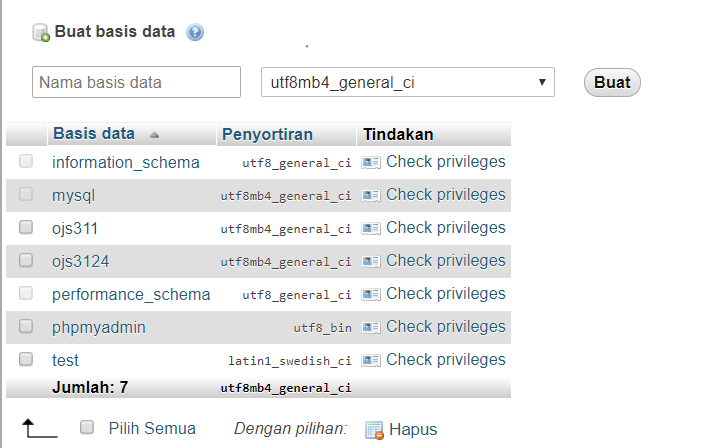 Buat basis data
Nama basis data utf8mb4_general_ci Buat
Basis data Penyortiran Tindakan
information_schema utf8_general_ci Check privileges
mysql utf8mb4_general_ci Check privileges
ojs311 utf8mb4_general_ci Check privileges
ojs3124 utf8mb4_general_ci Check privileges
performance_schema utf8_general_ci Check privileges
phpmyadmin utf8_bin Check privileges
test latin1_swedish_ci Check privileges
Jumlah: 7 utf8mb4_general_ci
Pilih Semua Dengan pilihan: Hapus